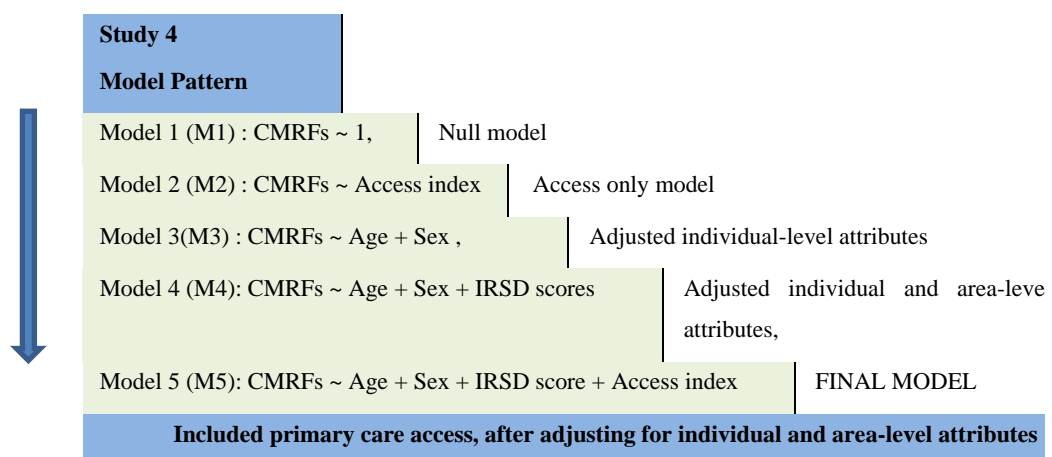 Study 4
Model Pattern
Model 1 (M1) : CMRFs ~ 1, Null model
Model 2 (M2) : CMRFs ~ Access index Access only model
Model 3(M3) : CMRFs ~ Age + Sex , Adjusted individual-level attributes
Model 4 (M4): CMRFs ~ Age + Sex + IRSD scores Adjusted individual and area-leve
attributes,
Model 5 (M5): CMRFs ~ Age + Sex + IRSD score + Access index FINAL MODEL
Included primary care access, after adjusting for individual and area-level attributes